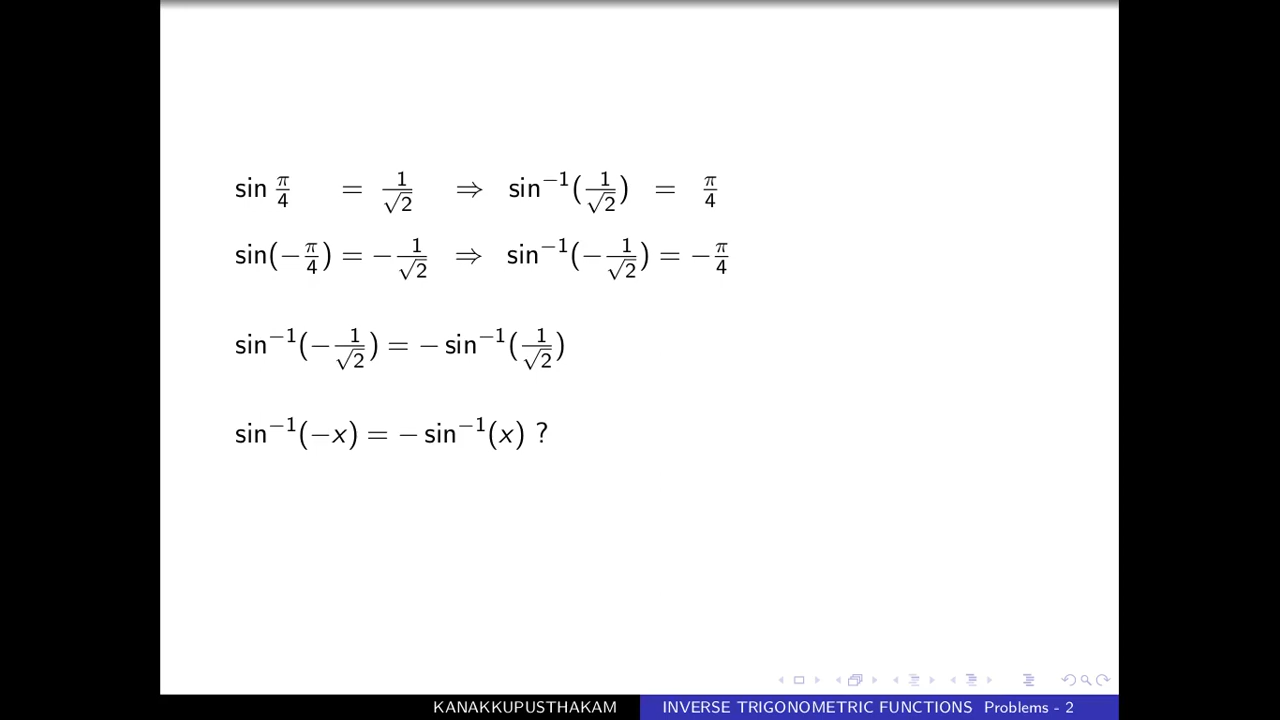 sin π/4 = 1/√2 ⇒ sin⁻¹(1/√2) = π/4
sin(−π/4) = −1/√2 ⇒ sin⁻¹(−1/√2) = −π/4
sin⁻¹(−1/√2) = − sin⁻¹(1/√2)
sin⁻¹(−x) = − sin⁻¹(x) ?
KANAKKUPUSTHAKAM INVERSE TRIGONOMETRIC FUNCTIONS Problems - 2